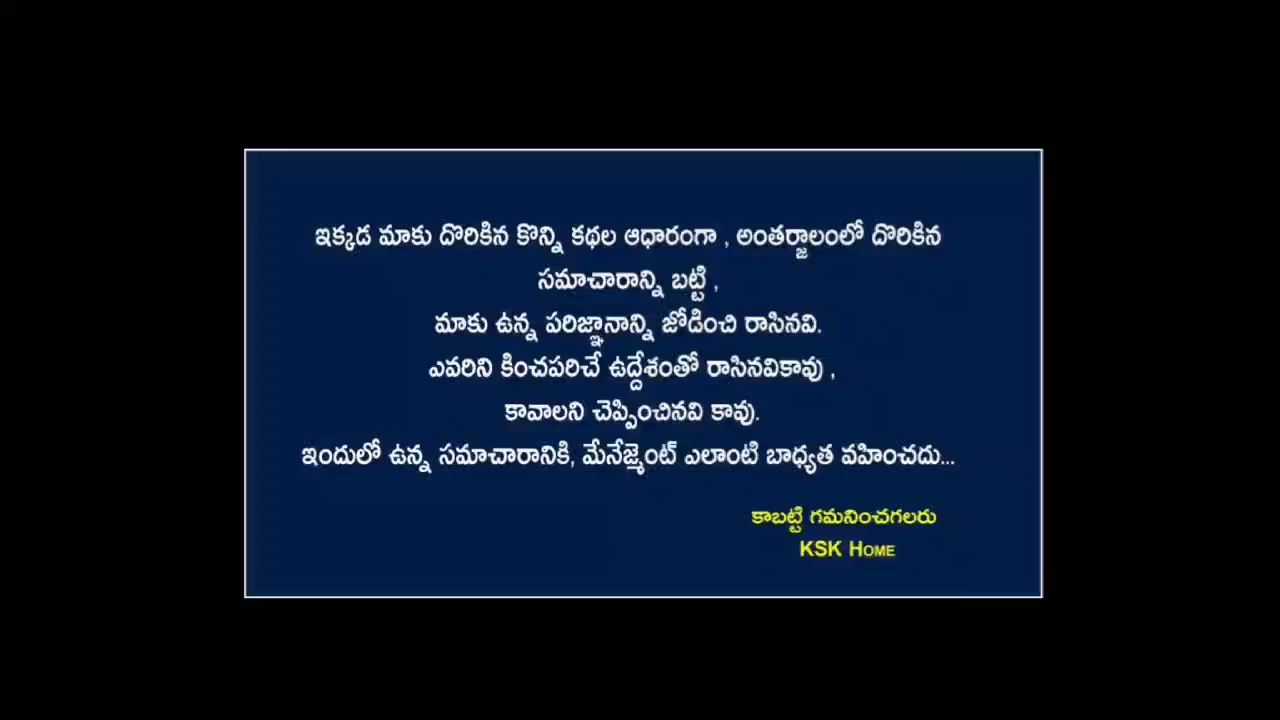 ఇక్కడ మాకు దొరికిన కొన్ని కథల ఆధారంగా , అంతర్జాలంలో దొరికిన
సమాచారాన్ని బట్టి ,
మాకు ఉన్న పరిజ్ఞానాన్ని జోడించి రాసినవి.
ఎవరిని కించపరిచే ఉద్దేశంతో రాసినవికావు ,
కావాలని చెప్పించినవి కావు.
ఇందులో ఉన్న సమాచారానికి, మేనేజ్మెంట్ ఎలాంటి బాధ్యత వహించదు...
కాబట్టి గమనించగలరు
KSK HOME